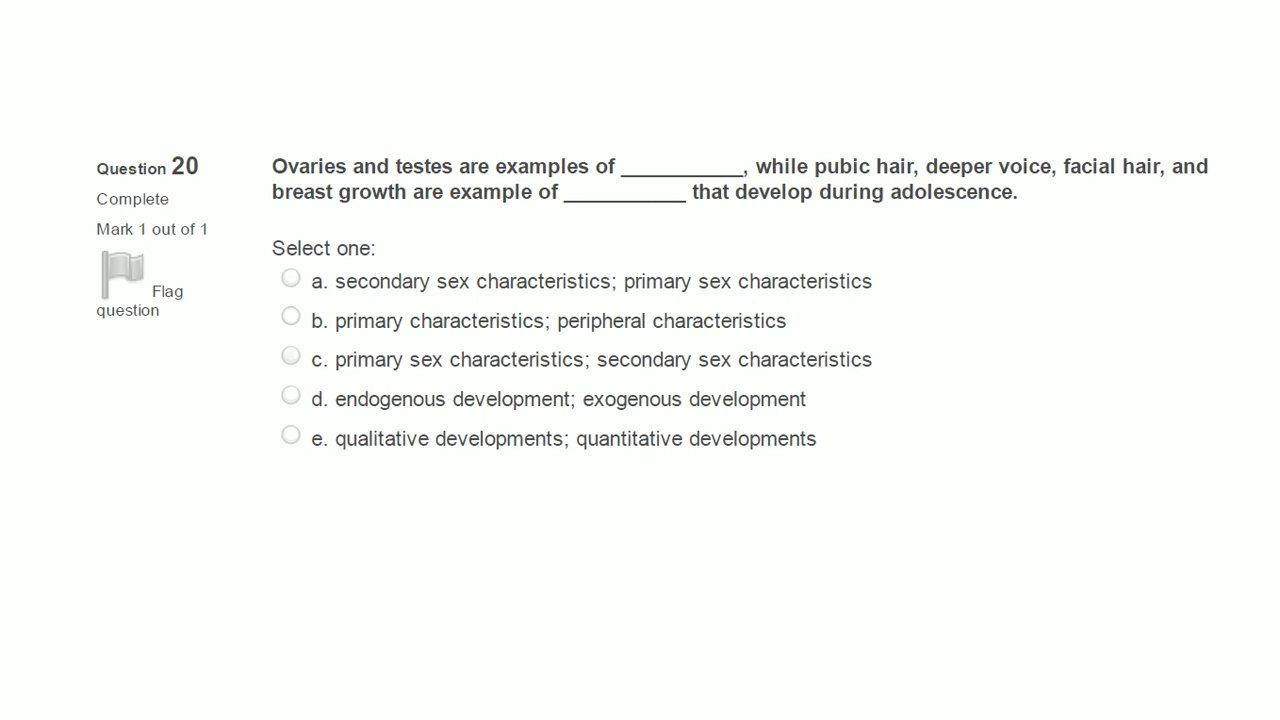 Question 20
Complete
Mark 1 out of 1
Flag
question
Ovaries and testes are examples of ___________, while pubic hair, deeper voice, facial hair, and
breast growth are example of ___________ that develop during adolescence.
Select one:
a. secondary sex characteristics; primary sex characteristics
b. primary characteristics; peripheral characteristics
c. primary sex characteristics; secondary sex characteristics
d. endogenous development; exogenous development
e. qualitative developments; quantitative developments